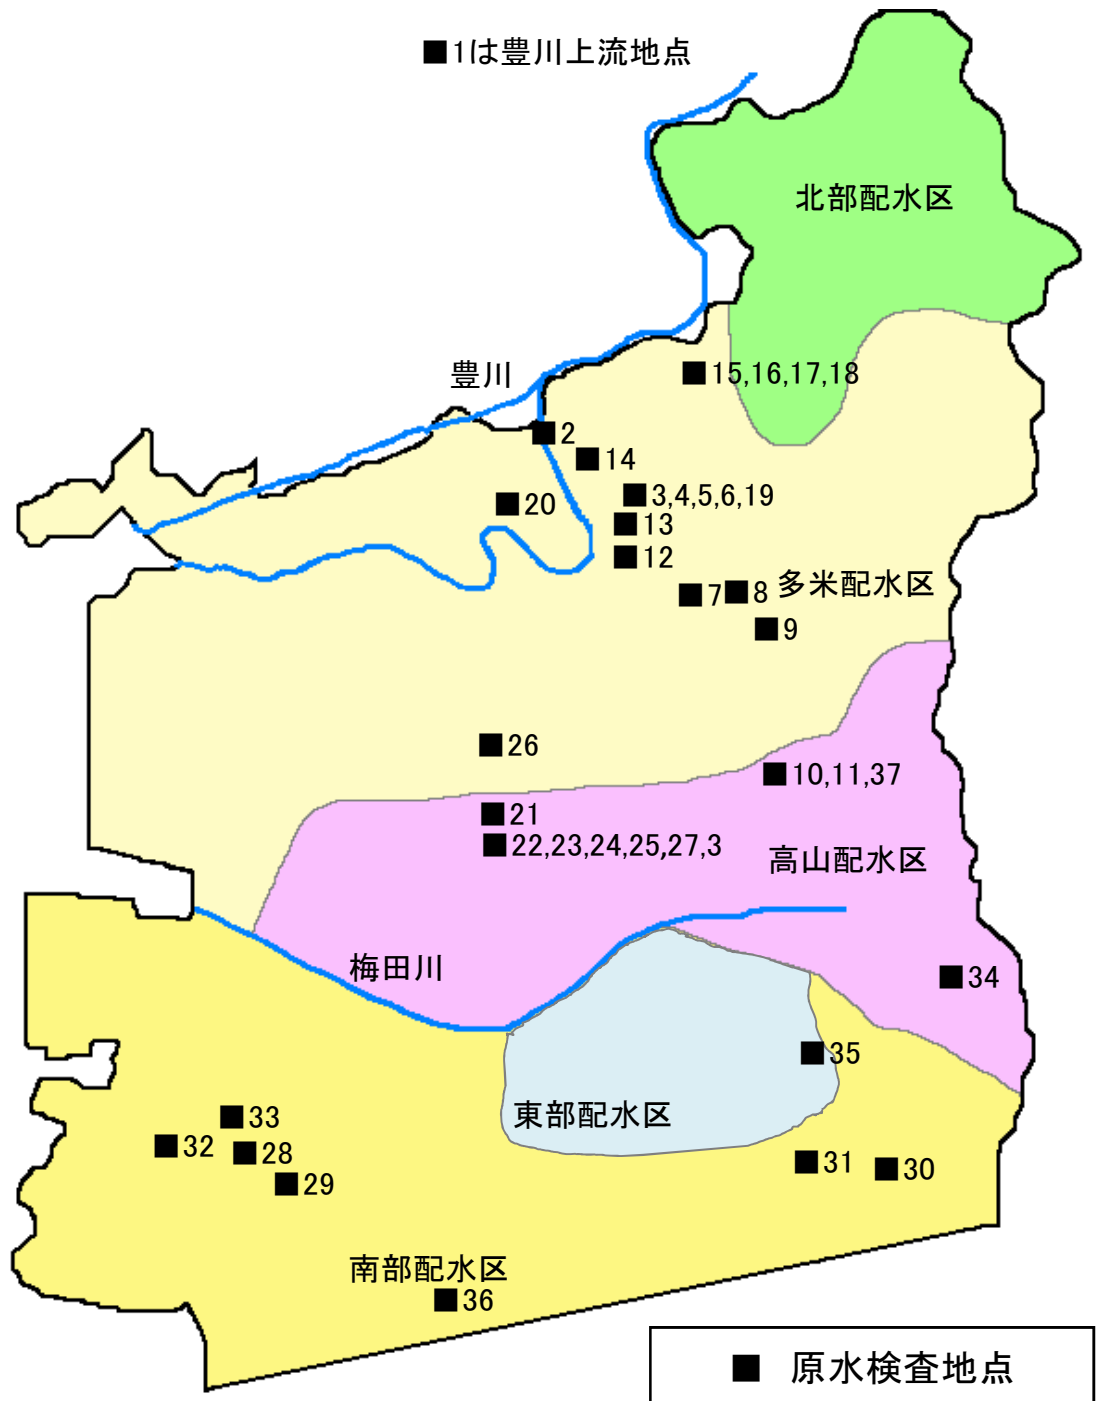 ■1は豊川上流地点
北部配水区
豊川
■15,16,17,18
■2
■14
■3,4,5,6,19
■20
■13
■12
■7
■8
多米配水区
■9
■26
■10,11,37
■21
■22,23,24,25,27,3
高山配水区
梅田川
■34
■35
東部配水区
■33
■32
■28
■29
■31
■30
南部配水区
■36
■ 原水検査地点